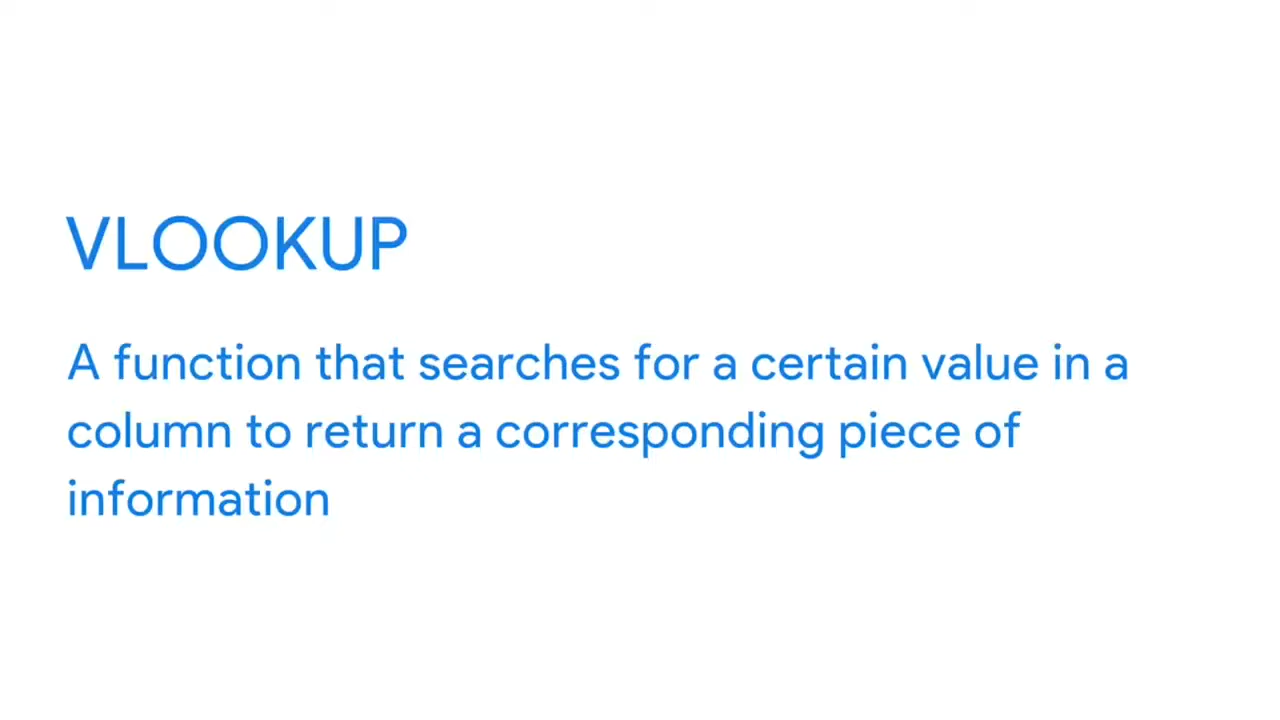 VLOOKUP
A function that searches for a certain value in a
column to return a corresponding piece of
information